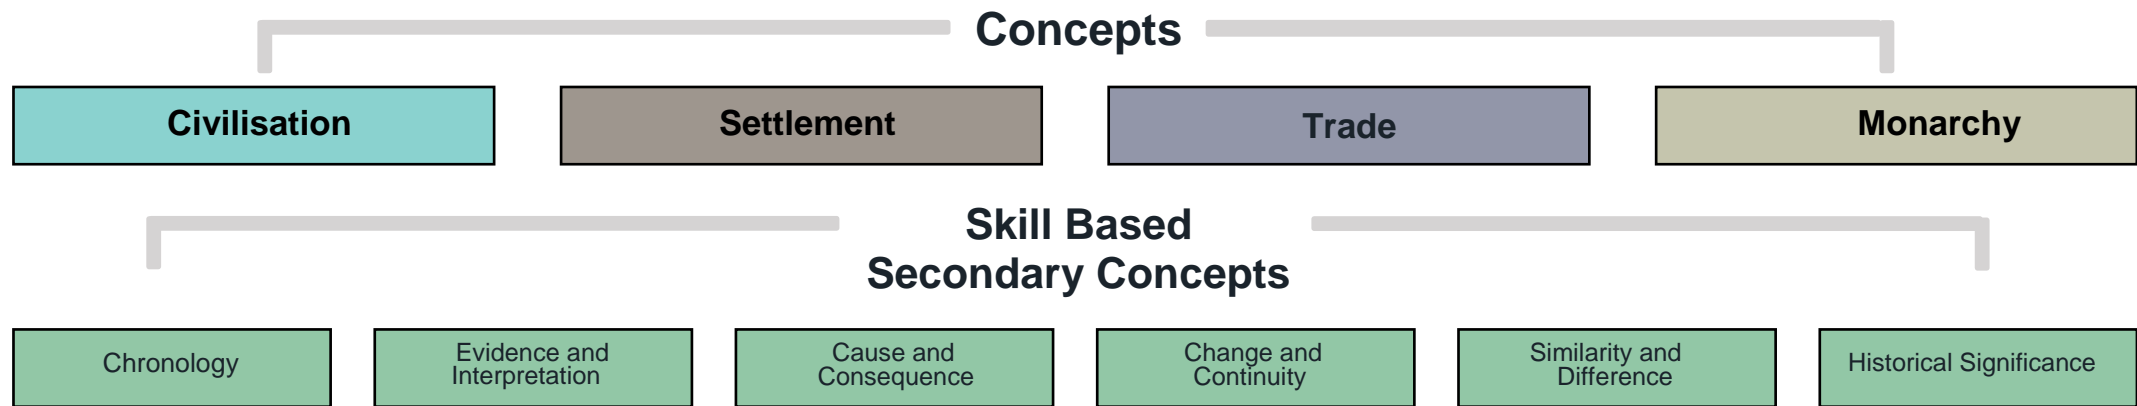 Concepts
Civilisation
Settlement
Trade
Monarchy
Skill Based
Secondary Concepts
Chronology
Evidence and
Interpretation
Cause and
Consequence
Change and
Continuity
Similarity and
Difference
Historical Significance